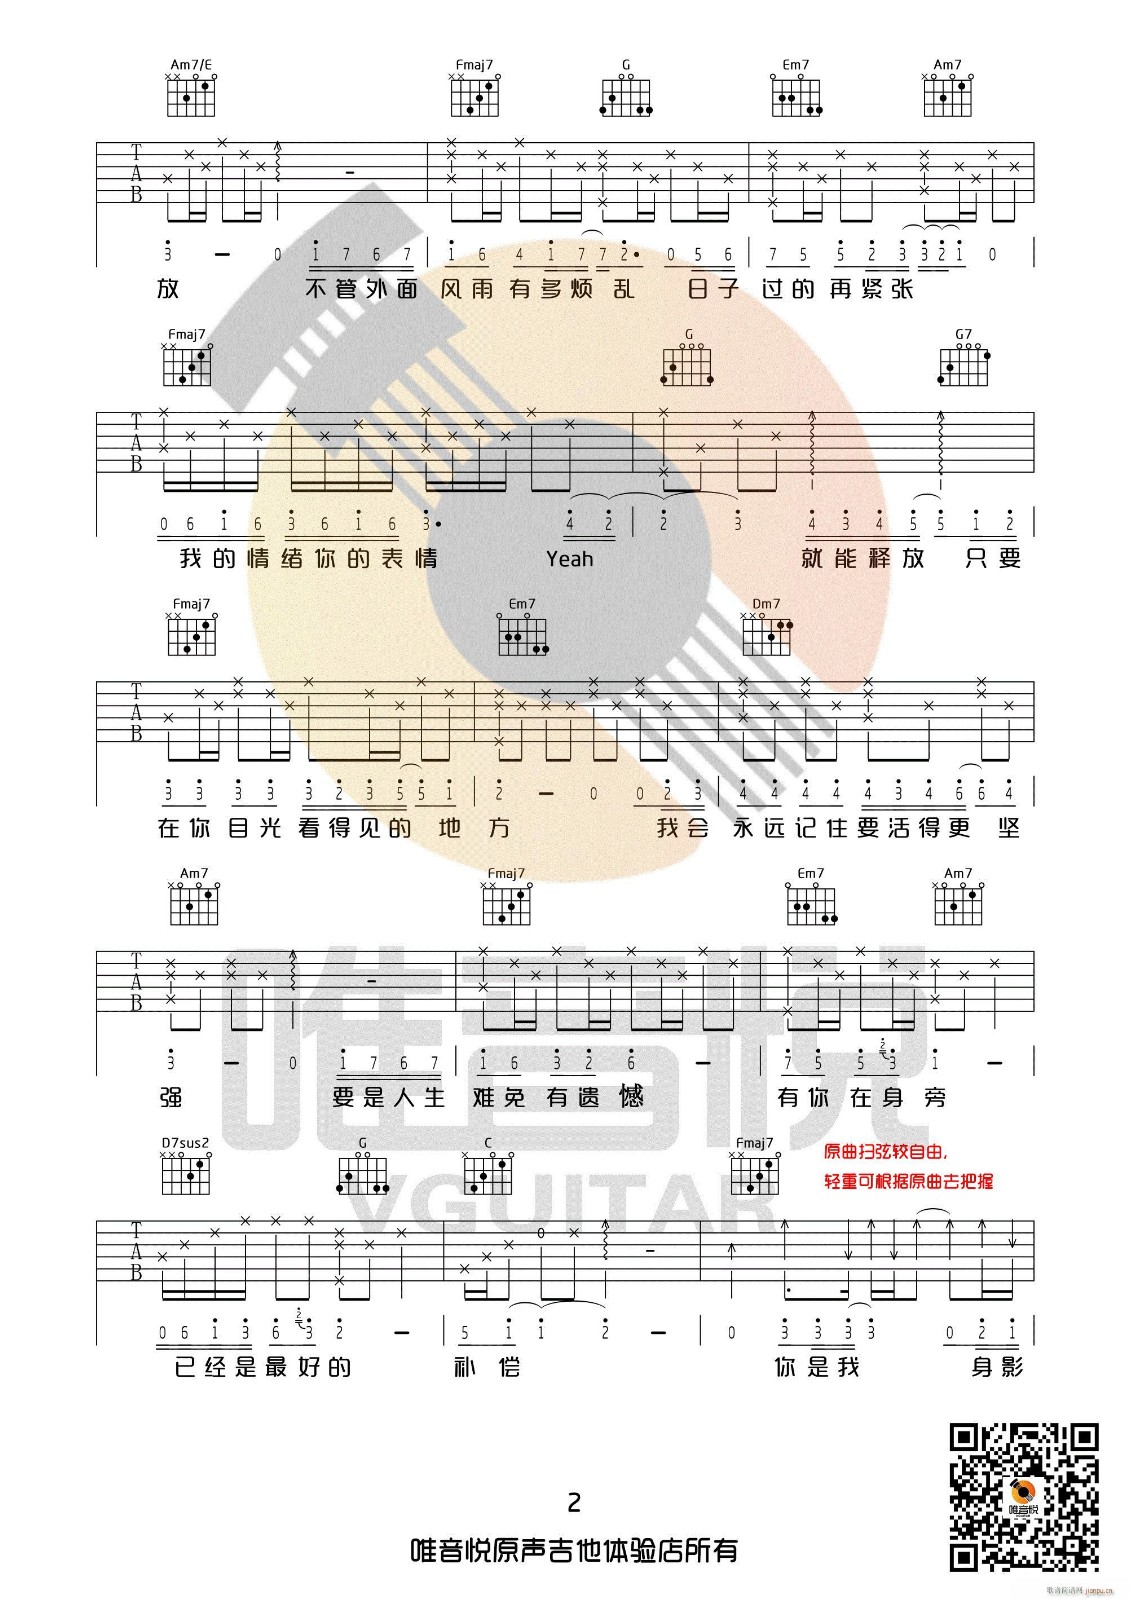 Am7/E Fmaj7 G Em7 Am7
T A B
3 – 0 1 7 6 7 1 6 4 1 7 7 2· 0 5 6 7 5 5 2 3 3 2 1 0
放 不管外面 风雨有多烦乱 日子过的再紧张
Fmaj7 G G7
T A B
0 6 1 6 3 6 1 6 3· 4 2 2 3 4 3 4 5 5 1 2
我的情绪你的表情 Yeah 就能释放 只要
Fmaj7 Em7 Dm7
T A B
3 3 3 3 3 2 3 5 5 1 2 – 0 0 2 3 4 4 4 4 4 3 4 6 6 4
在你目光看得见的 地方 我会 永远记住要活得更 坚
Am7 Fmaj7 Em7 Am7
T A B
3 – 0 1 7 6 7 1 6 3 2 6 – 7 5 5 2 3 1 –
强 要是人生 难免有遗憾 有你在身旁
唯音悦
D7sus2 G C Fmaj7 原曲扫弦较自由,
轻重可根据原曲去把握
VGUITAR
T A B 0
0 6 1 3 6 2 3 2 – 5 1 1 2 – 0 3 3 3 3 0 2 1
已经是最好的 补偿 你是我 身影
唯音悦
2
唯音悦原声吉他体验店所有
歌谱简谱网 jianpu.cn